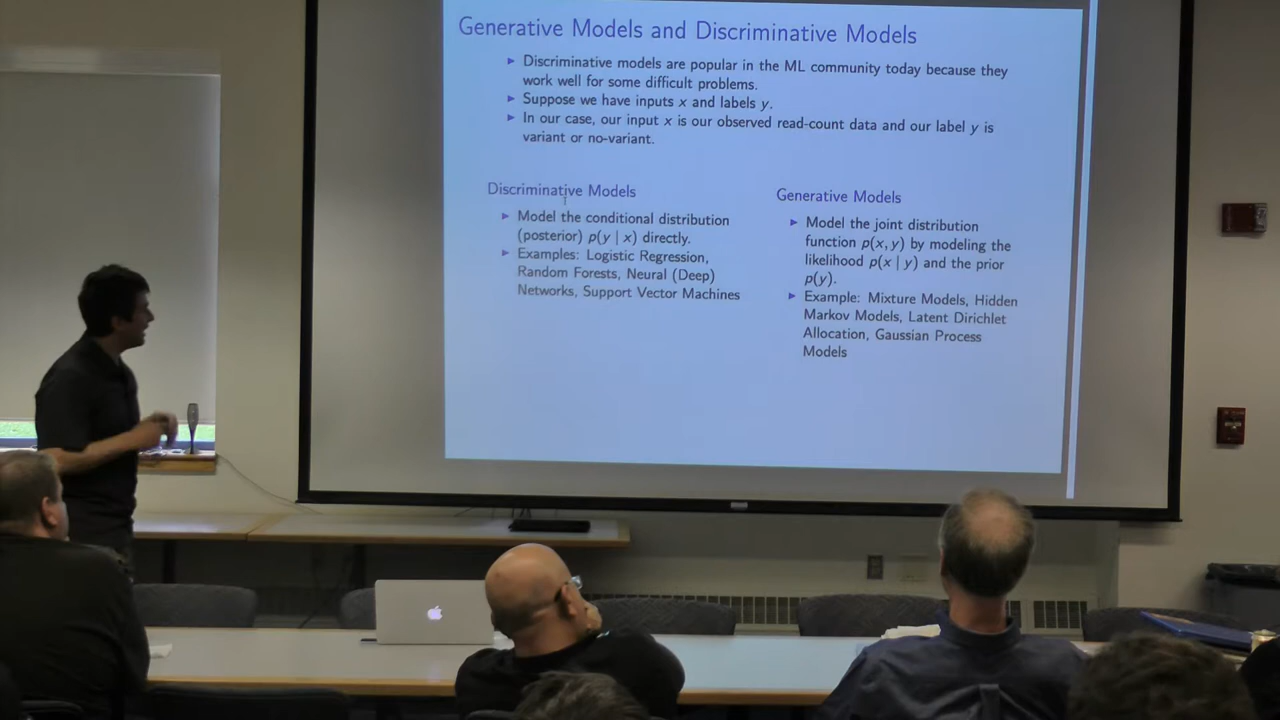 Generative Models and Discriminative Models
► Discriminative models are popular in the ML community today because they
work well for some difficult problems.
► Suppose we have inputs x and labels y.
► In our case, our input x is our observed read-count data and our label y is
variant or no-variant.
Discriminative Models
► Model the conditional distribution
(posterior) p(y | x) directly.
► Examples: Logistic Regression,
Random Forests, Neural (Deep)
Networks, Support Vector Machines
Generative Models
► Model the joint distribution
function p(x, y) by modeling the
likelihood p(x | y) and the prior
p(y).
► Example: Mixture Models, Hidden
Markov Models, Latent Dirichlet
Allocation, Gaussian Process
Models